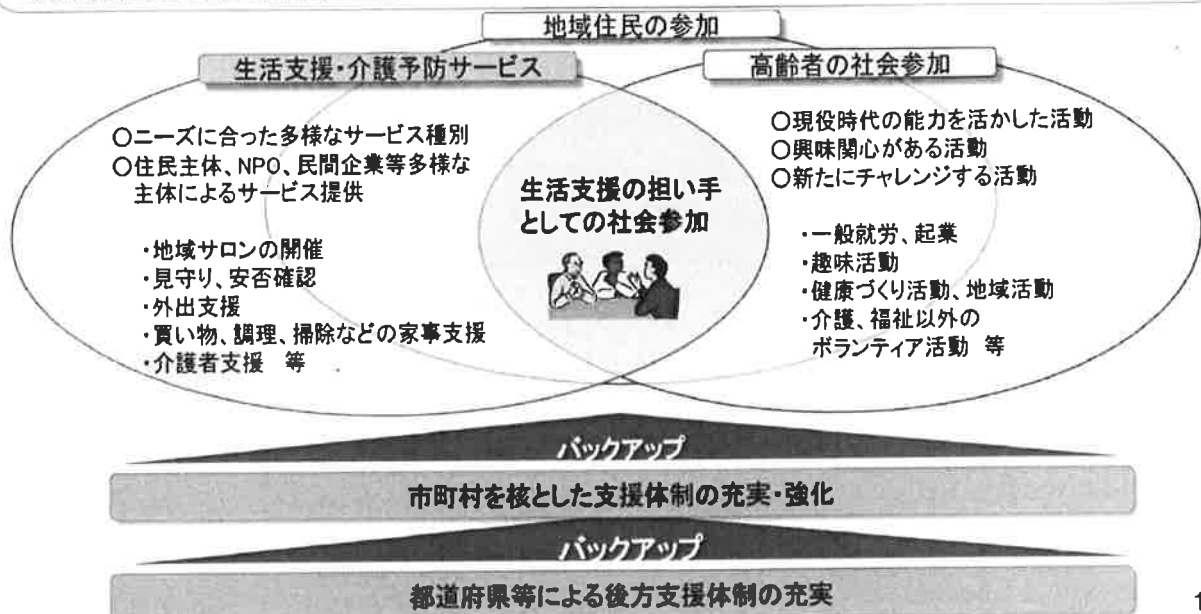 地域住民の参加
生活支援・介護予防サービス
高齢者の社会参加
○ニーズに合った多様なサービス種別
○住民主体、NPO、民間企業等多様な
主体によるサービス提供
・地域サロンの開催
・見守り、安否確認
・外出支援
・買い物、調理、掃除などの家事支援
・介護者支援 等
生活支援の担い手
としての社会参加
○現役時代の能力を活かした活動
○興味関心がある活動
○新たにチャレンジする活動
・一般就労、起業
・趣味活動
・健康づくり活動、地域活動
・介護、福祉以外の
ボランティア活動 等
バックアップ
市町村を核とした支援体制の充実・強化
バックアップ
都道府県等による後方支援体制の充実